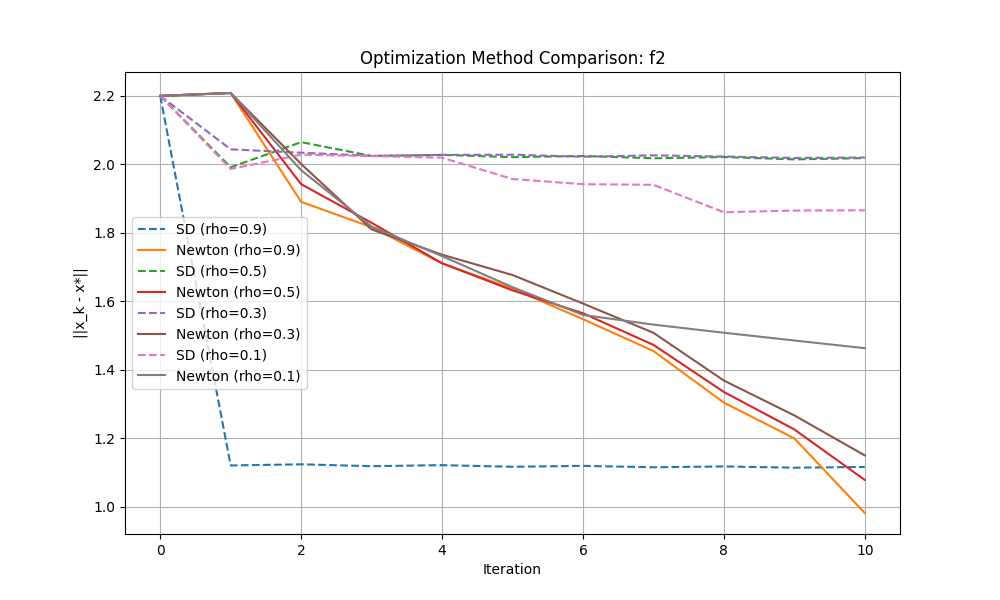 Optimization Method Comparison: f2
||x_k - x*||
2.2
2.0
1.8
1.6
1.4
1.2
1.0
SD (rho=0.9)
Newton (rho=0.9)
SD (rho=0.5)
Newton (rho=0.5)
SD (rho=0.3)
Newton (rho=0.3)
SD (rho=0.1)
Newton (rho=0.1)
0 2 4 6 8 10
Iteration